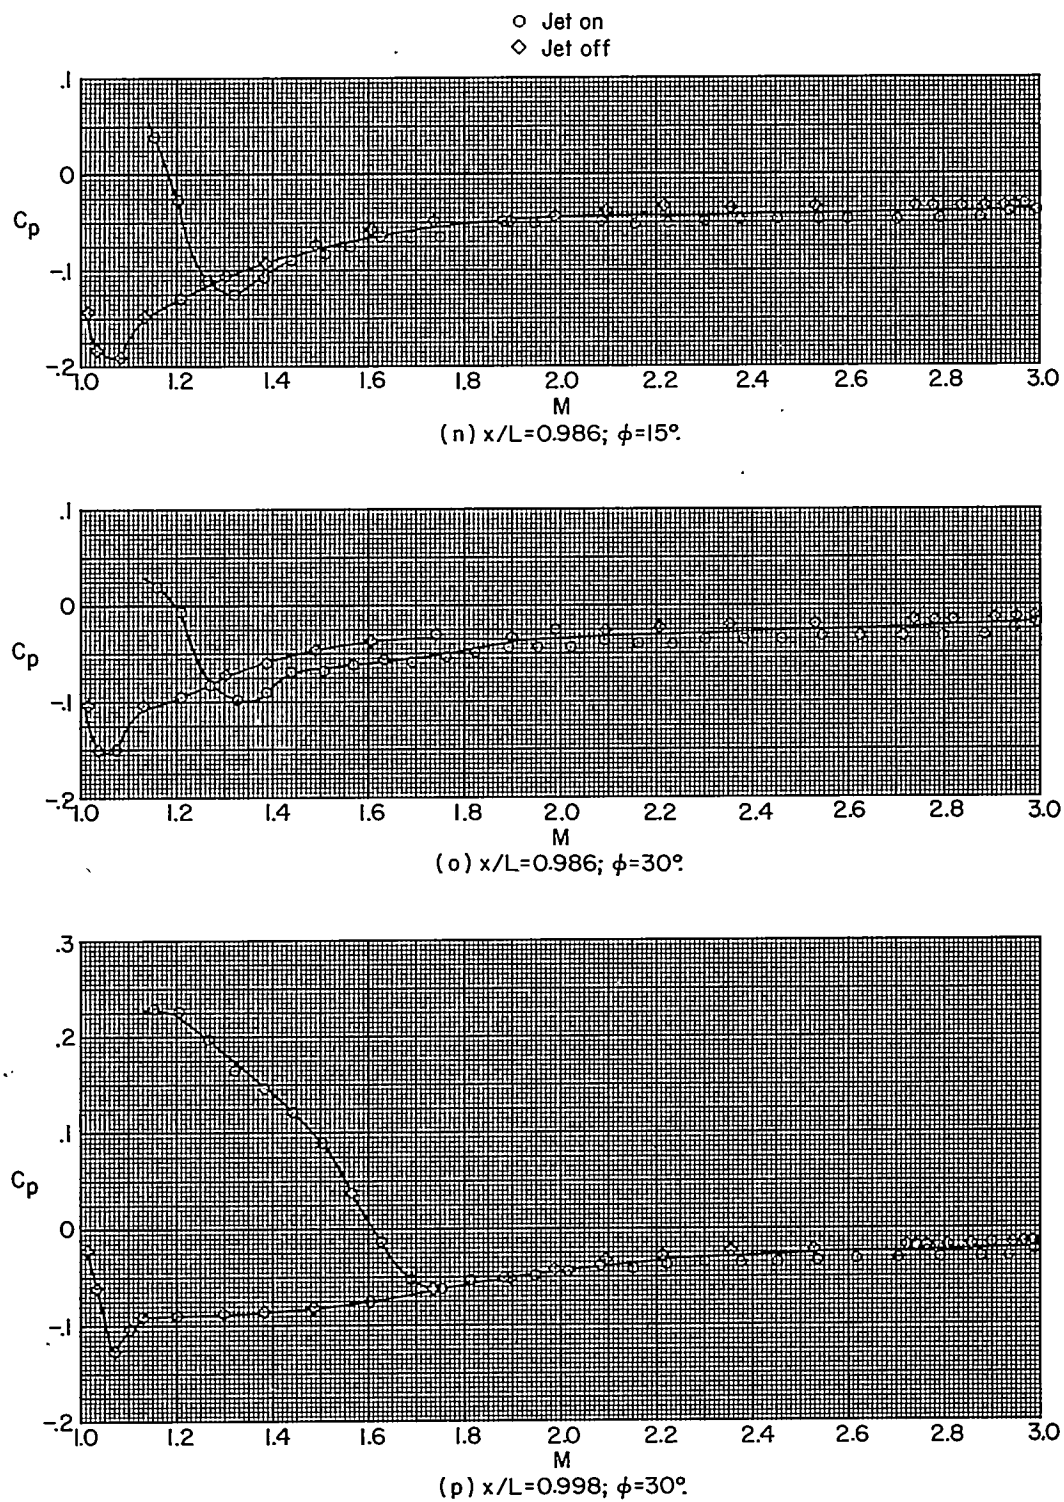 Jet on
Jet off
.1
0
Cp
-.1
-.2
1.0 1.2 1.4 1.6 1.8 2.0 2.2 2.4 2.6 2.8 3.0
M
(n) x/L=0.986; ϕ=15°.
.1
0
Cp
-.1
-.2
1.0 1.2 1.4 1.6 1.8 2.0 2.2 2.4 2.6 2.8 3.0
M
(o) x/L=0.986; ϕ=30°.
.3
.2
.1
Cp
0
-.1
-.2
1.0 1.2 1.4 1.6 1.8 2.0 2.2 2.4 2.6 2.8 3.0
M
(p) x/L=0.998; ϕ=30°.